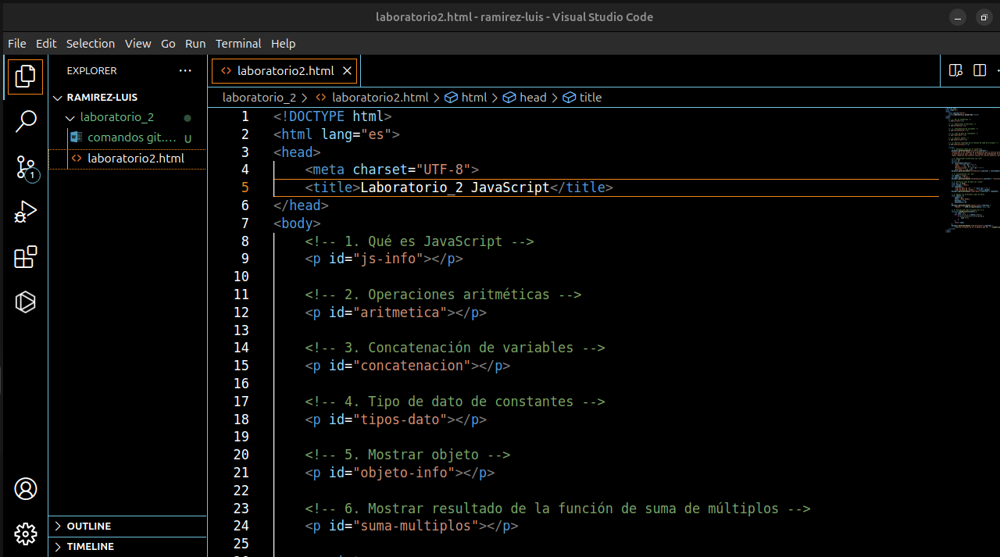 laboratorio2.html - ramirez-luis - Visual Studio Code
File Edit Selection View Go Run Terminal Help
EXPLORER
laboratorio2.html
RAMIREZ-LUIS
laboratorio_2 > laboratorio2.html > html > head > title
laboratorio_2
comandos git.... U
laboratorio2.html
1
1 <!DOCTYPE html>
2 <html lang="es">
3 <head>
4 <meta charset="UTF-8">
5 <title>Laboratorio_2 JavaScript</title>
6 </head>
7 <body>
8 <!-- 1. Qué es JavaScript -->
9 <p id="js-info"></p>
10
11 <!-- 2. Operaciones aritméticas -->
12 <p id="aritmetica"></p>
13
14 <!-- 3. Concatenación de variables -->
15 <p id="concatenacion"></p>
16
17 <!-- 4. Tipo de dato de constantes -->
18 <p id="tipos-dato"></p>
19
20 <!-- 5. Mostrar objeto -->
21 <p id="objeto-info"></p>
22
23 <!-- 6. Mostrar resultado de la función de suma de múltiplos -->
24 <p id="suma-multiplos"></p>
25
OUTLINE
TIMELINE